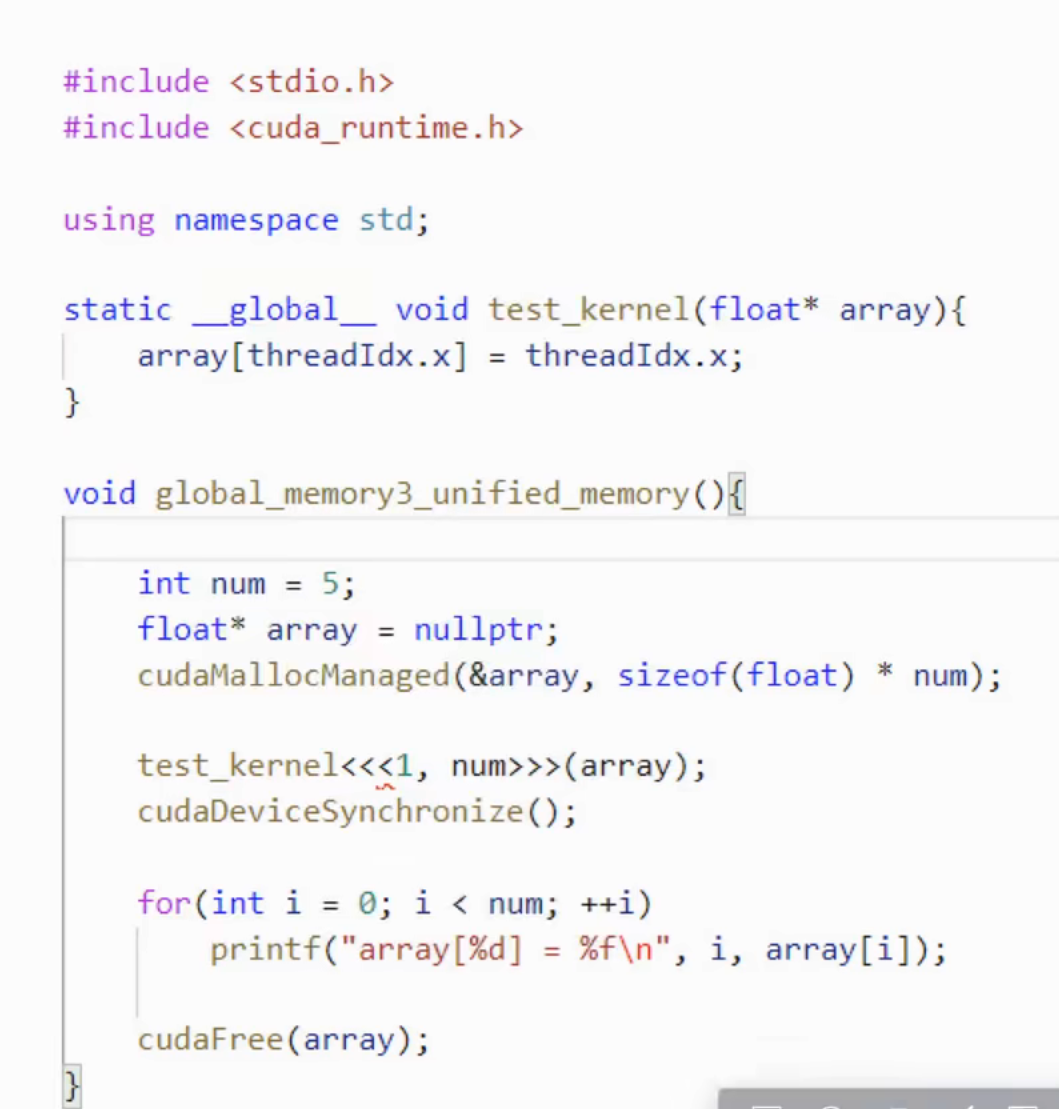 #include <stdio.h>
#include <cuda_runtime.h>
using namespace std;
static __global__ void test_kernel(float* array){
    array[threadIdx.x] = threadIdx.x;
}
void global_memory3_unified_memory(){
    int num = 5;
    float* array = nullptr;
    cudaMallocManaged(&array, sizeof(float) * num);
    test_kernel<<<1, num>>>(array);
    cudaDeviceSynchronize();
    for(int i = 0; i < num; ++i)
        printf("array[%d] = %f\n", i, array[i]);
    cudaFree(array);
}